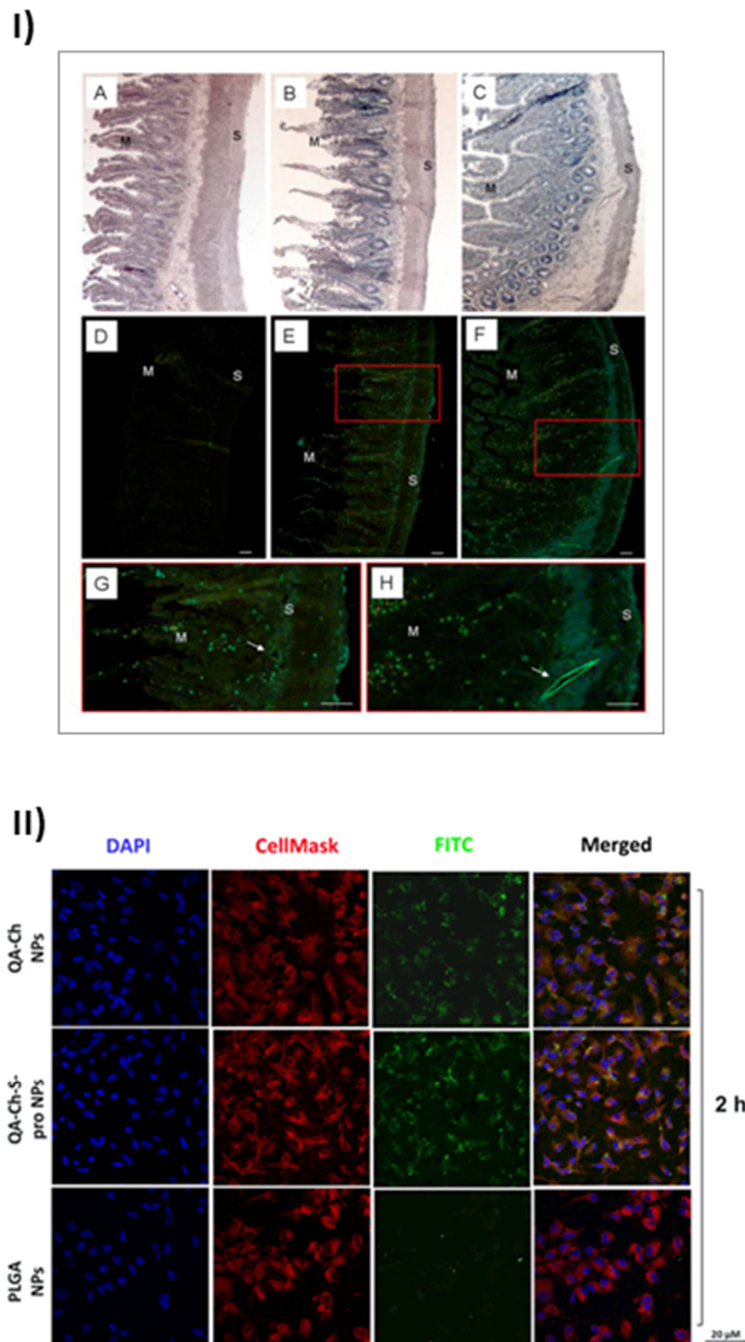 I)
A
B
C
M
S
M
S
M
S
D
E
F
M
S
M
S
M
S
G
H
M
S
M
S
II)
DAPI
CellMask
FITC
Merged
QA-Ch
NPs
QA-Ch-S-
pro NPs
PLGA
NPs
2 h
20 µM